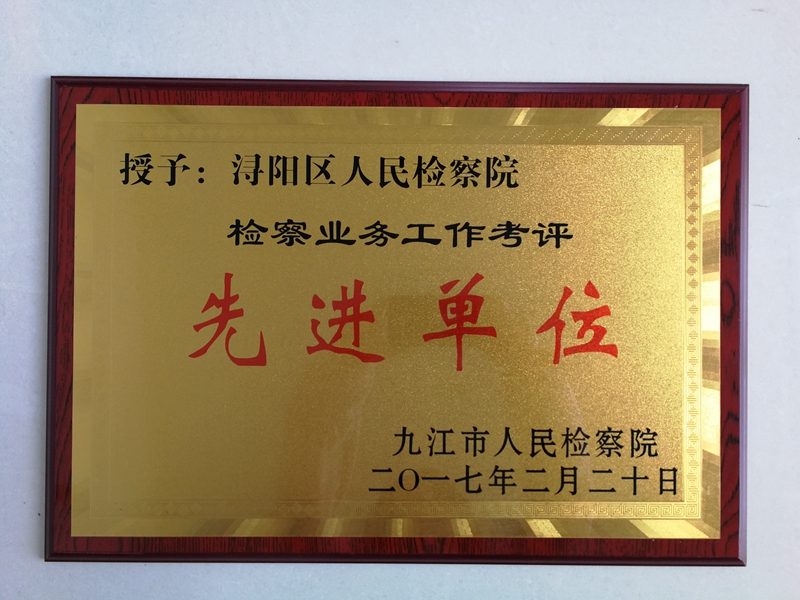 授予：浔阳区人民检察院
检察业务工作考评
先进单位
九江市人民检察院
二〇一七年二月二十日